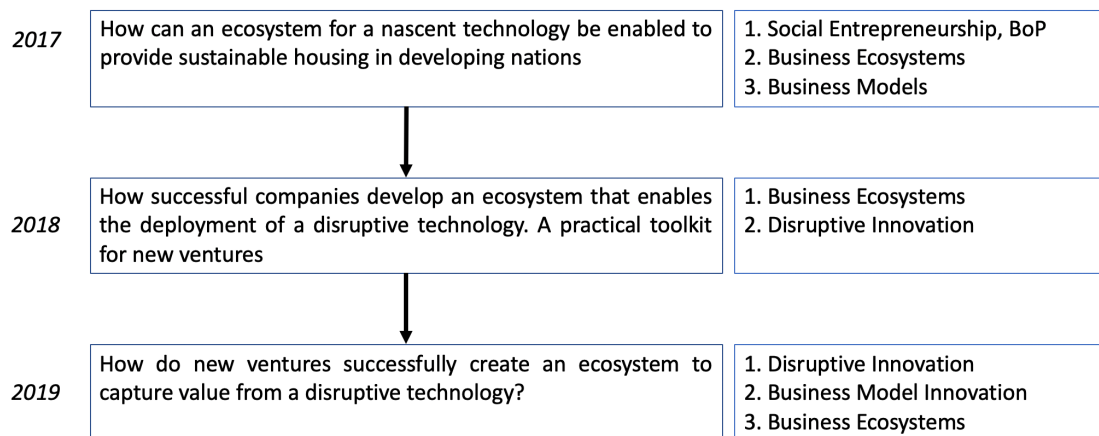 2017
How can an ecosystem for a nascent technology be enabled to
provide sustainable housing in developing nations
1. Social Entrepreneurship, BoP
2. Business Ecosystems
3. Business Models
2018
How successful companies develop an ecosystem that enables
the deployment of a disruptive technology. A practical toolkit
for new ventures
1. Business Ecosystems
2. Disruptive Innovation
2019
How do new ventures successfully create an ecosystem to
capture value from a disruptive technology?
1. Disruptive Innovation
2. Business Model Innovation
3. Business Ecosystems